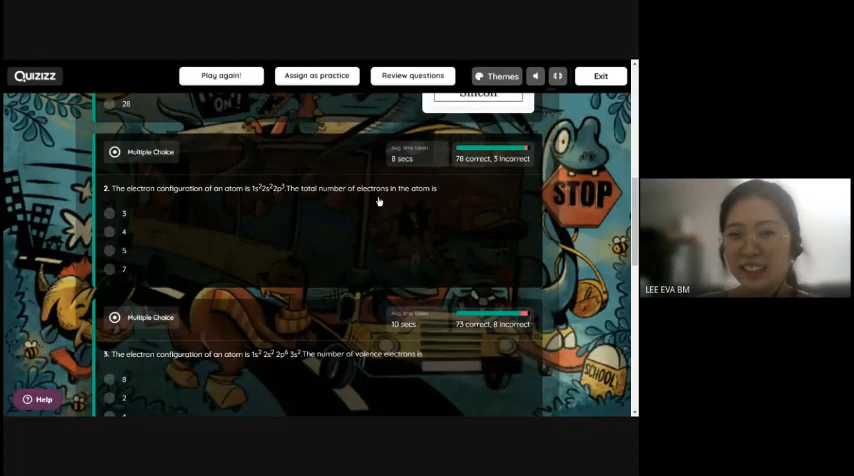 QUIZIZZ
Play again!
Assign as practice
Review questions
Themes
Exit
ON!
28
Silicon
Multiple Choice
Avg. time taken
8 secs
78 correct, 3 incorrect
2. The electron configuration of an atom is 1s²2s²2p³.The total number of electrons in the atom is
3
4
5
7
STOP
Multiple Choice
Avg. time taken
10 secs
73 correct, 8 incorrect
3. The electron configuration of an atom is 1s² 2s² 2p⁶ 3s².The number of valence electrons is
8
2
SCHOOL
Help
LEE EVA BM